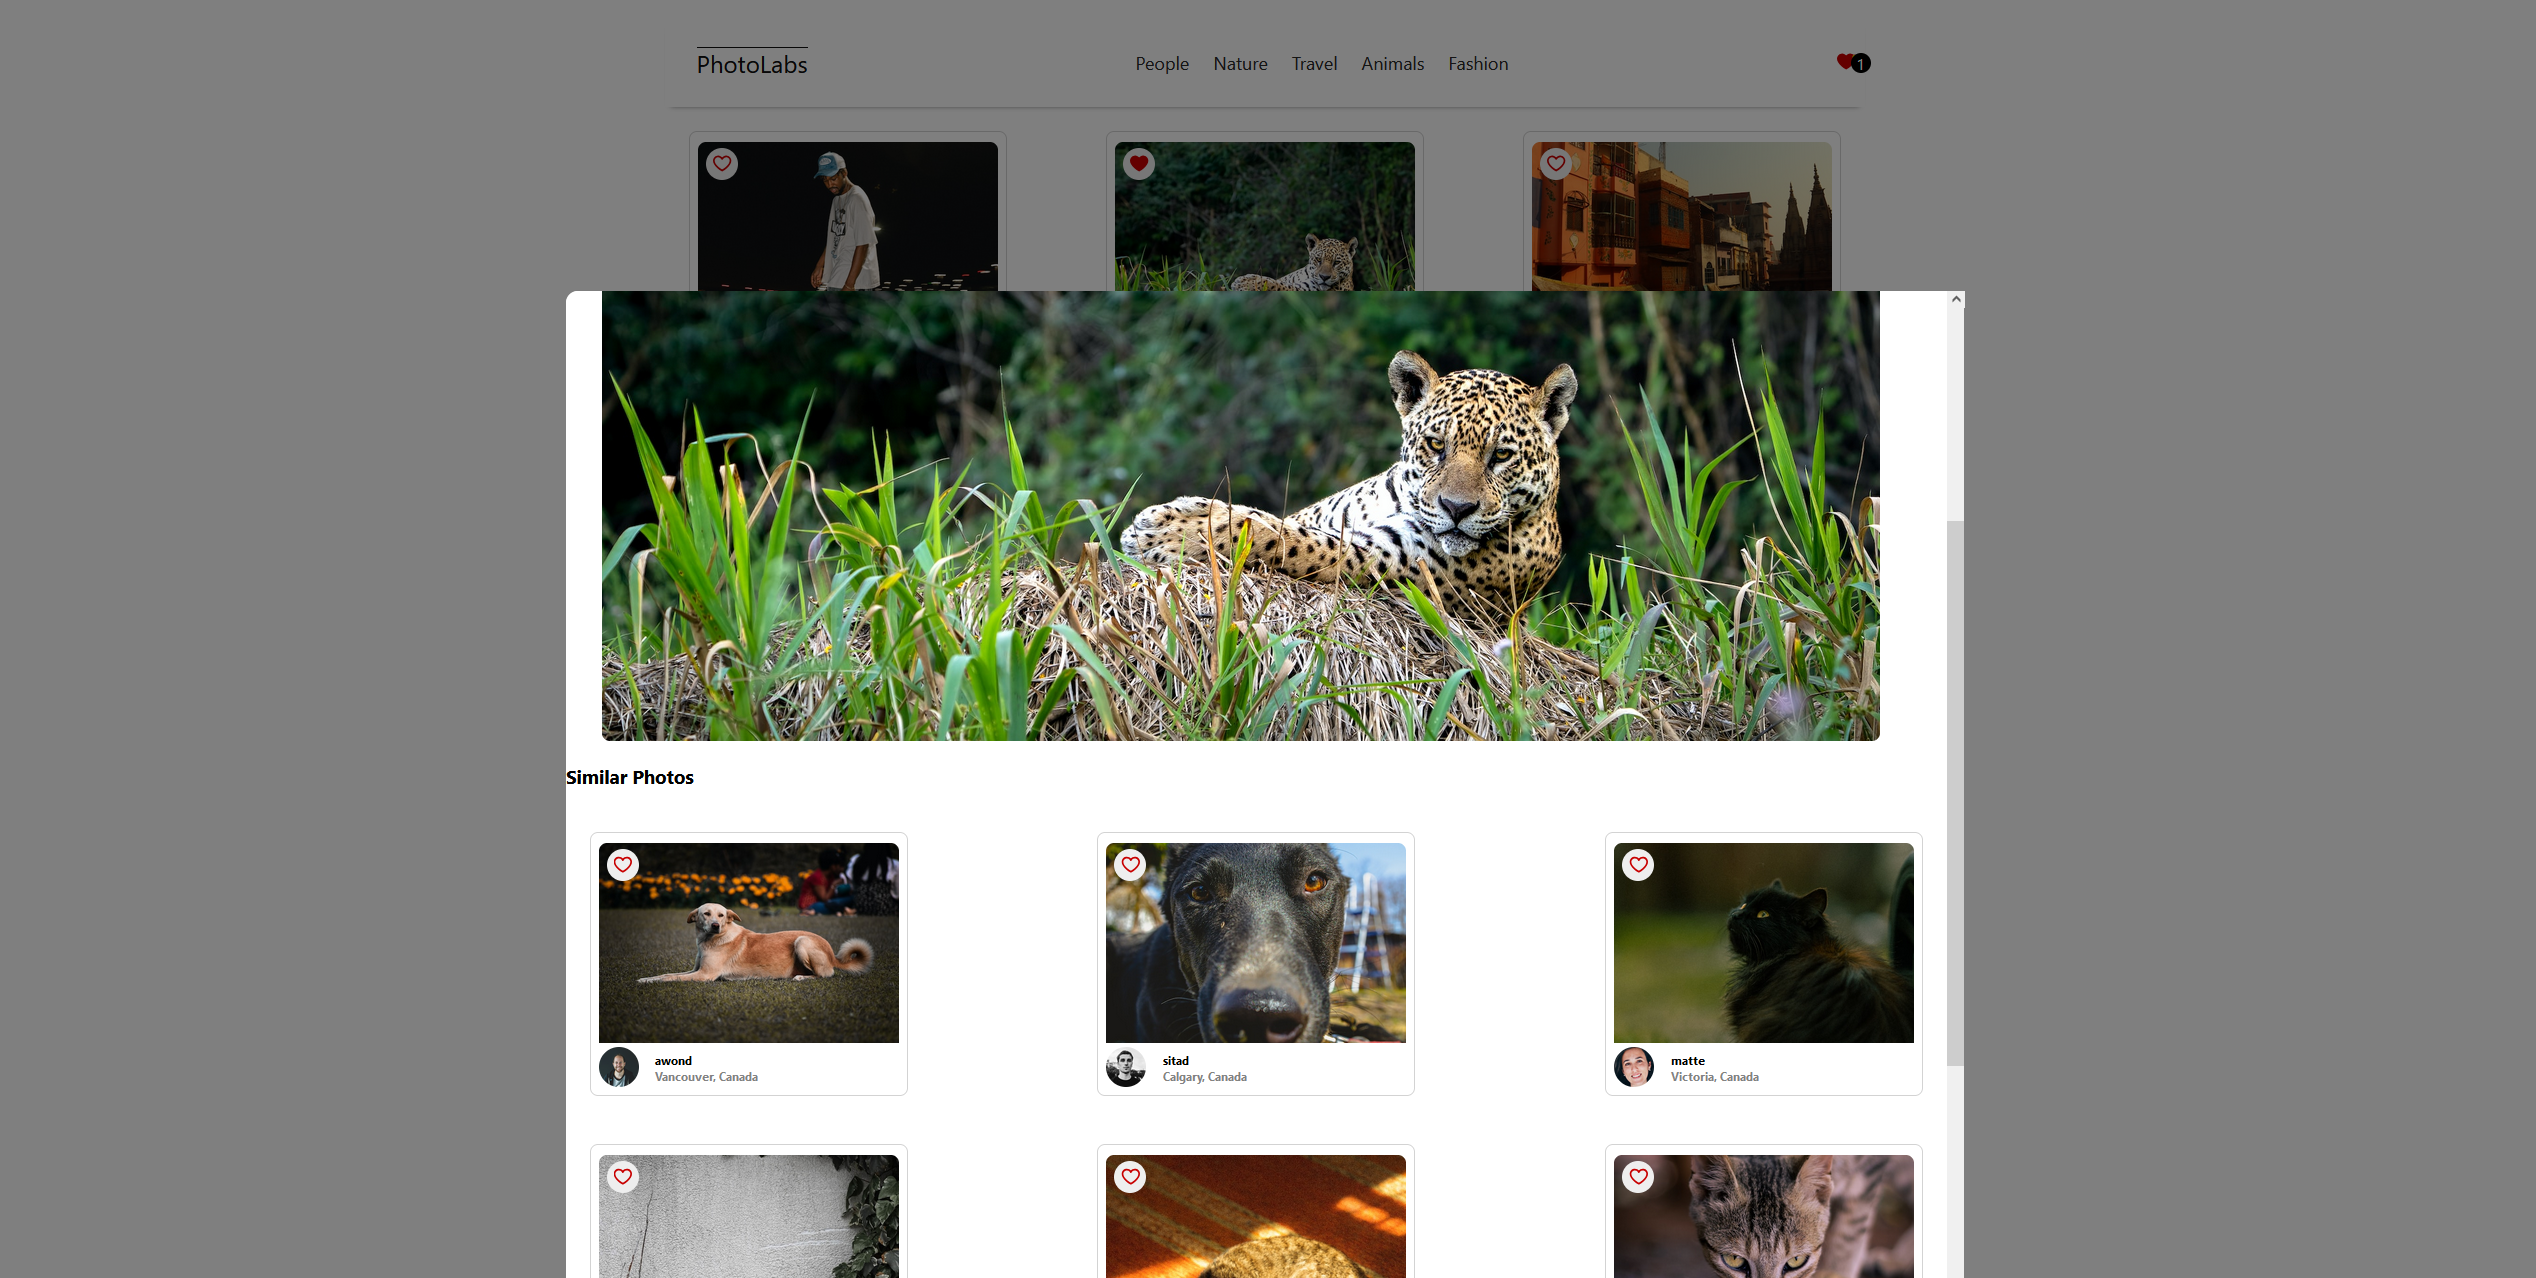 PhotoLabs
People Nature Travel Animals Fashion
1
Similar Photos
awond
Vancouver, Canada
sitad
Calgary, Canada
matte
Victoria, Canada